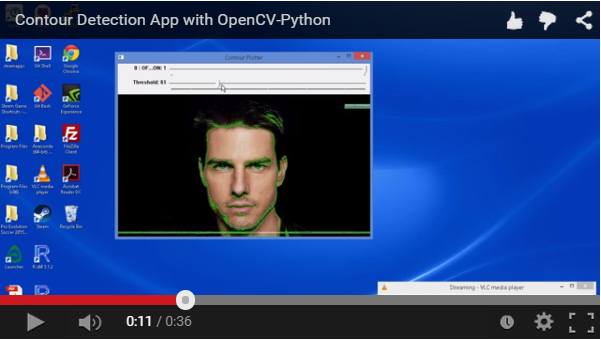 Contour Detection App with OpenCV-Python
Contour Plotter
0 : OF...ON: 1
Threshold: 61
steamapps
Git Shell
Google Chrome
Steam Game Shortcuts -...
Git Bash
GeForce Experience
Program Files
Anaconda (64-bit) ...
FileZilla Client
Program Files (x86)
VLC media player
Acrobat Reader DC
Pro Evolution Soccer 2015...
Steam
Recycle Bin
Launcher
R x64 3.1.2
Streaming - VLC media player
0:11 / 0:36